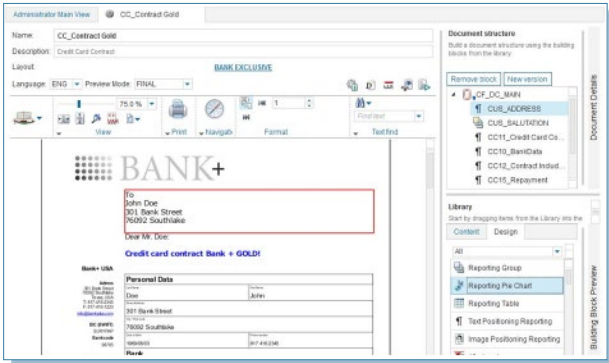 Administrator Main View
CC_Contract Gold
Name:
CC_Contract Gold
Description:
Credit Card Contract
Layout:
BANK EXCLUSIVE
Language:
ENG
Preview Mode:
FINAL
75.0 %
1
View
Print
Navigati
Format
Find text
Text find
BANK+
To
John Doe
301 Bank Street
76092 Southlake
Dear Mr. Doe:
Credit card contract Bank + GOLD!
Bank+ USA
Personal Data
Doe
John
301 Bank Street
76092 Southlake
Bank
Document structure
Build a document structure using the building
blocks from the library.
Remove block
New version
CF_DC_MAIN
CUS_ADDRESS
CUS_SALUTATION
CC11_Credit Card Co...
CC10_BankData
CC12_Contract Includ...
CC15_Repayment
Library
Start by dragging items from the Library into the
Content
Design
All
Reporting Group
Reporting Pie Chart
Reporting Table
Text Positioning Reporting
Image Positioning Reporting
Document Details
Building Block Preview